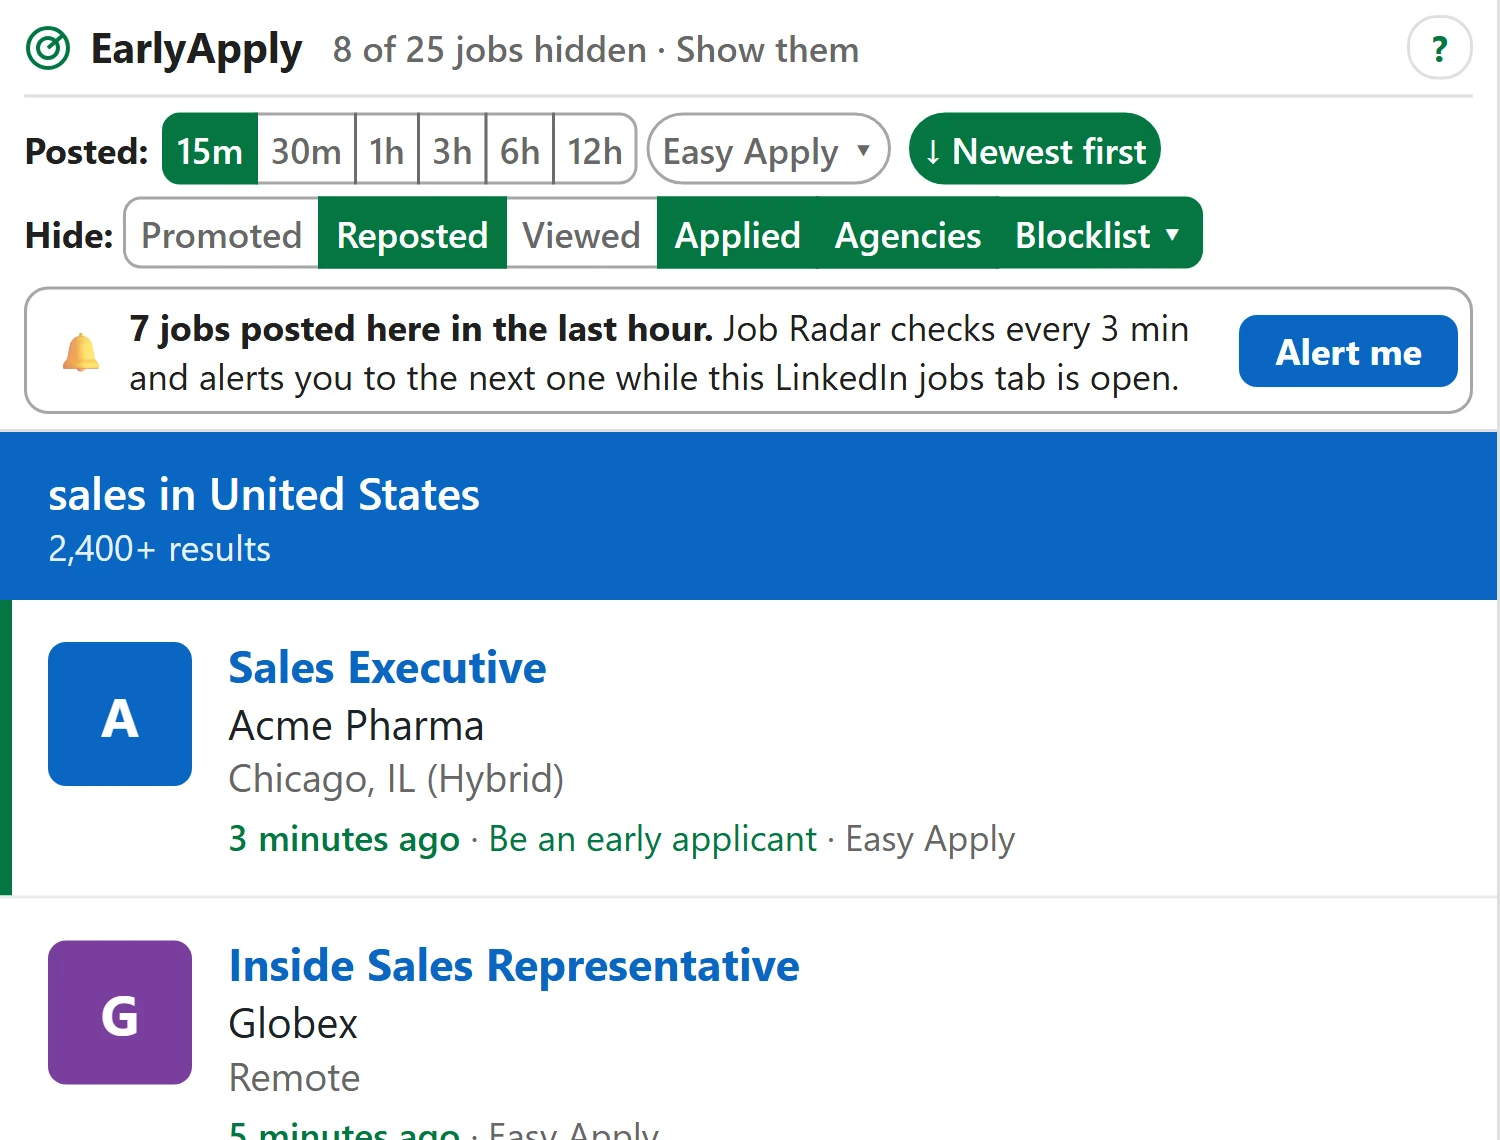 EarlyApply 8 of 25 jobs hidden · Show them ?
Posted: 15m 30m 1h 3h 6h 12h Easy Apply ▼ ↓ Newest first
Hide: Promoted Reposted Viewed Applied Agencies Blocklist ▼
7 jobs posted here in the last hour. Job Radar checks every 3 min
and alerts you to the next one while this LinkedIn jobs tab is open.
Alert me
sales in United States
2,400+ results
A
Sales Executive
Acme Pharma
Chicago, IL (Hybrid)
3 minutes ago · Be an early applicant · Easy Apply
G
Inside Sales Representative
Globex
Remote
5 minutes ago · Easy Apply